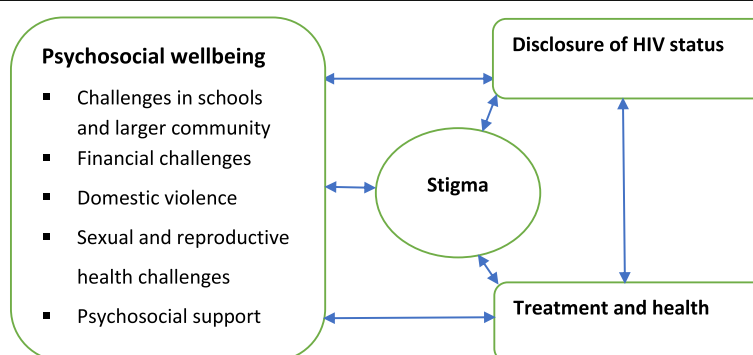 Psychosocial wellbeing
▪ Challenges in schools
and larger community
▪ Financial challenges
▪ Domestic violence
▪ Sexual and reproductive
health challenges
▪ Psychosocial support
Stigma
Disclosure of HIV status
Treatment and health